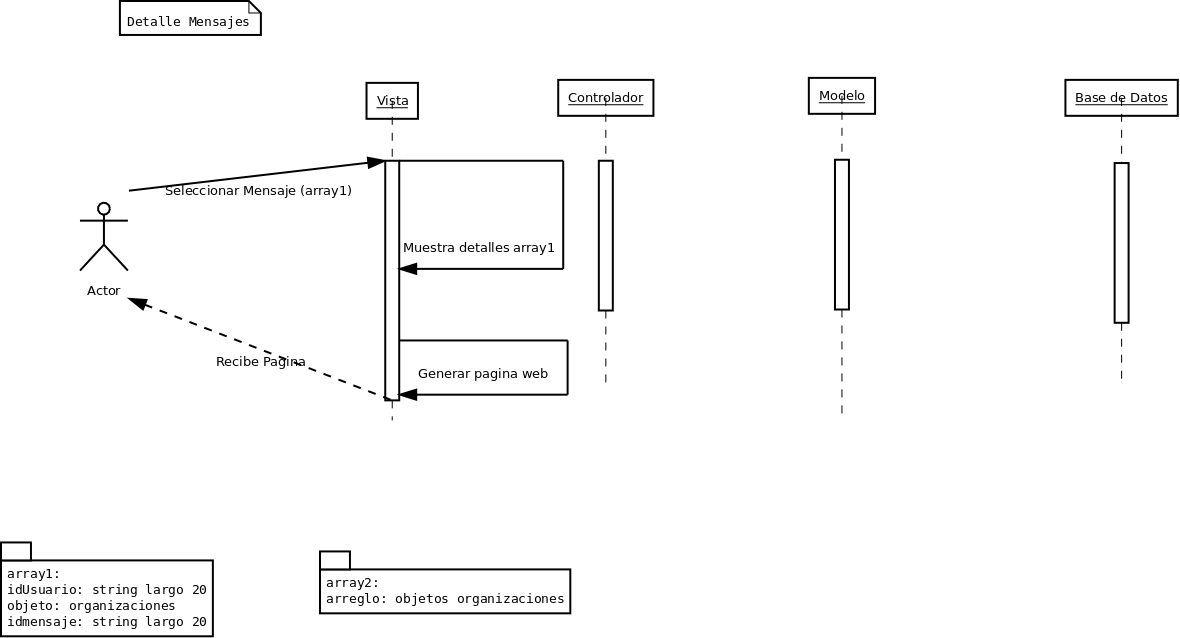 Detalle Mensajes
Vista
Controlador
Modelo
Base de Datos
Seleccionar Mensaje (array1)
Muestra detalles array1
Actor
Recibe Pagina
Generar pagina web
array1:
idUsuario: string largo 20
objeto: organizaciones
idmensaje: string largo 20
array2:
arreglo: objetos organizaciones